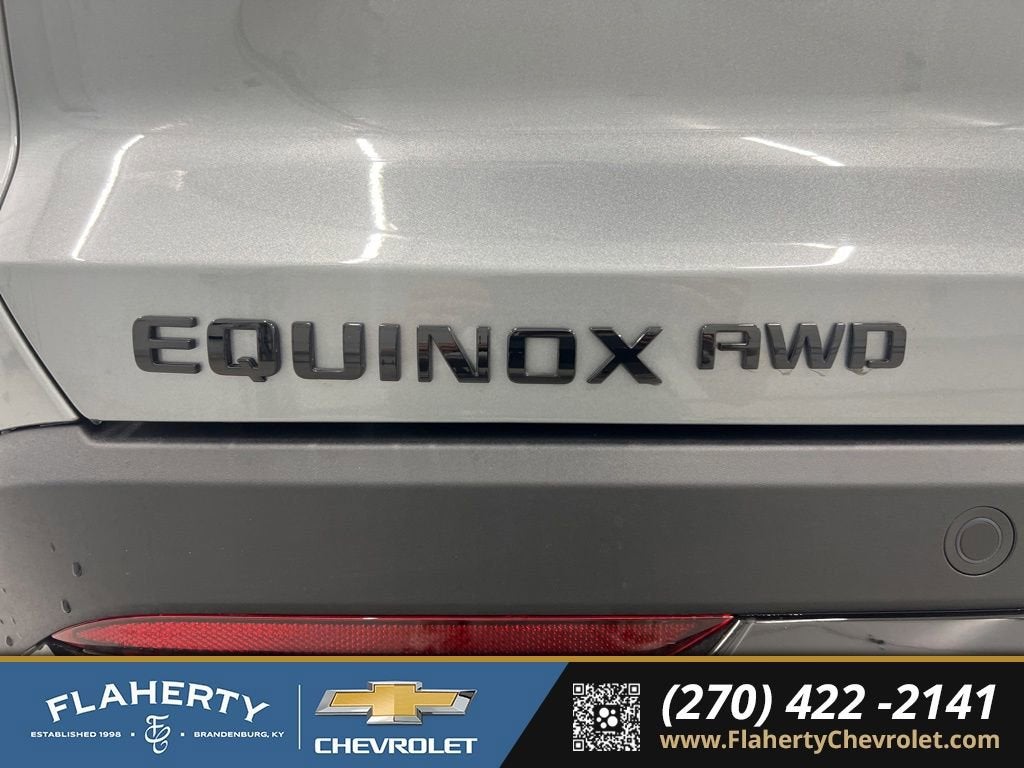 EQUINOX AWD
FLAHERTY
ESTABLISHED 1998 • • BRANDENBURG, KY
CHEVROLET
(270) 422 -2141
www.FlahertyChevrolet.com